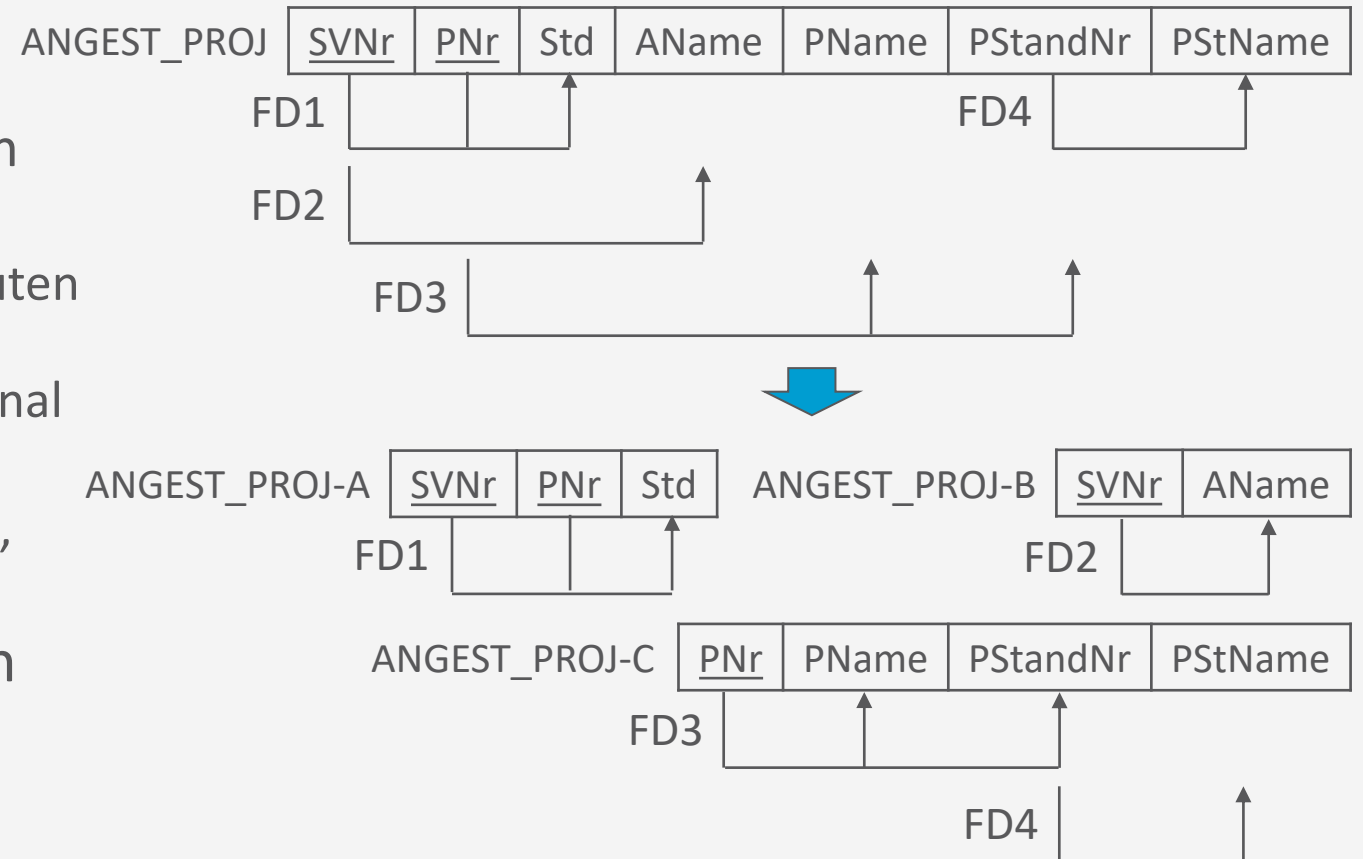 ANGEST_PROJ SVNr PNr Std AName PName PStandNr PStName
FD1 FD4
n
FD2
uten
FD3
nal
ANGEST_PROJ-A SVNr PNr Std ANGEST_PROJ-B SVNr AName
,
FD1 FD2
n
ANGEST_PROJ-C PNr PName PStandNr PStName
FD3
FD4